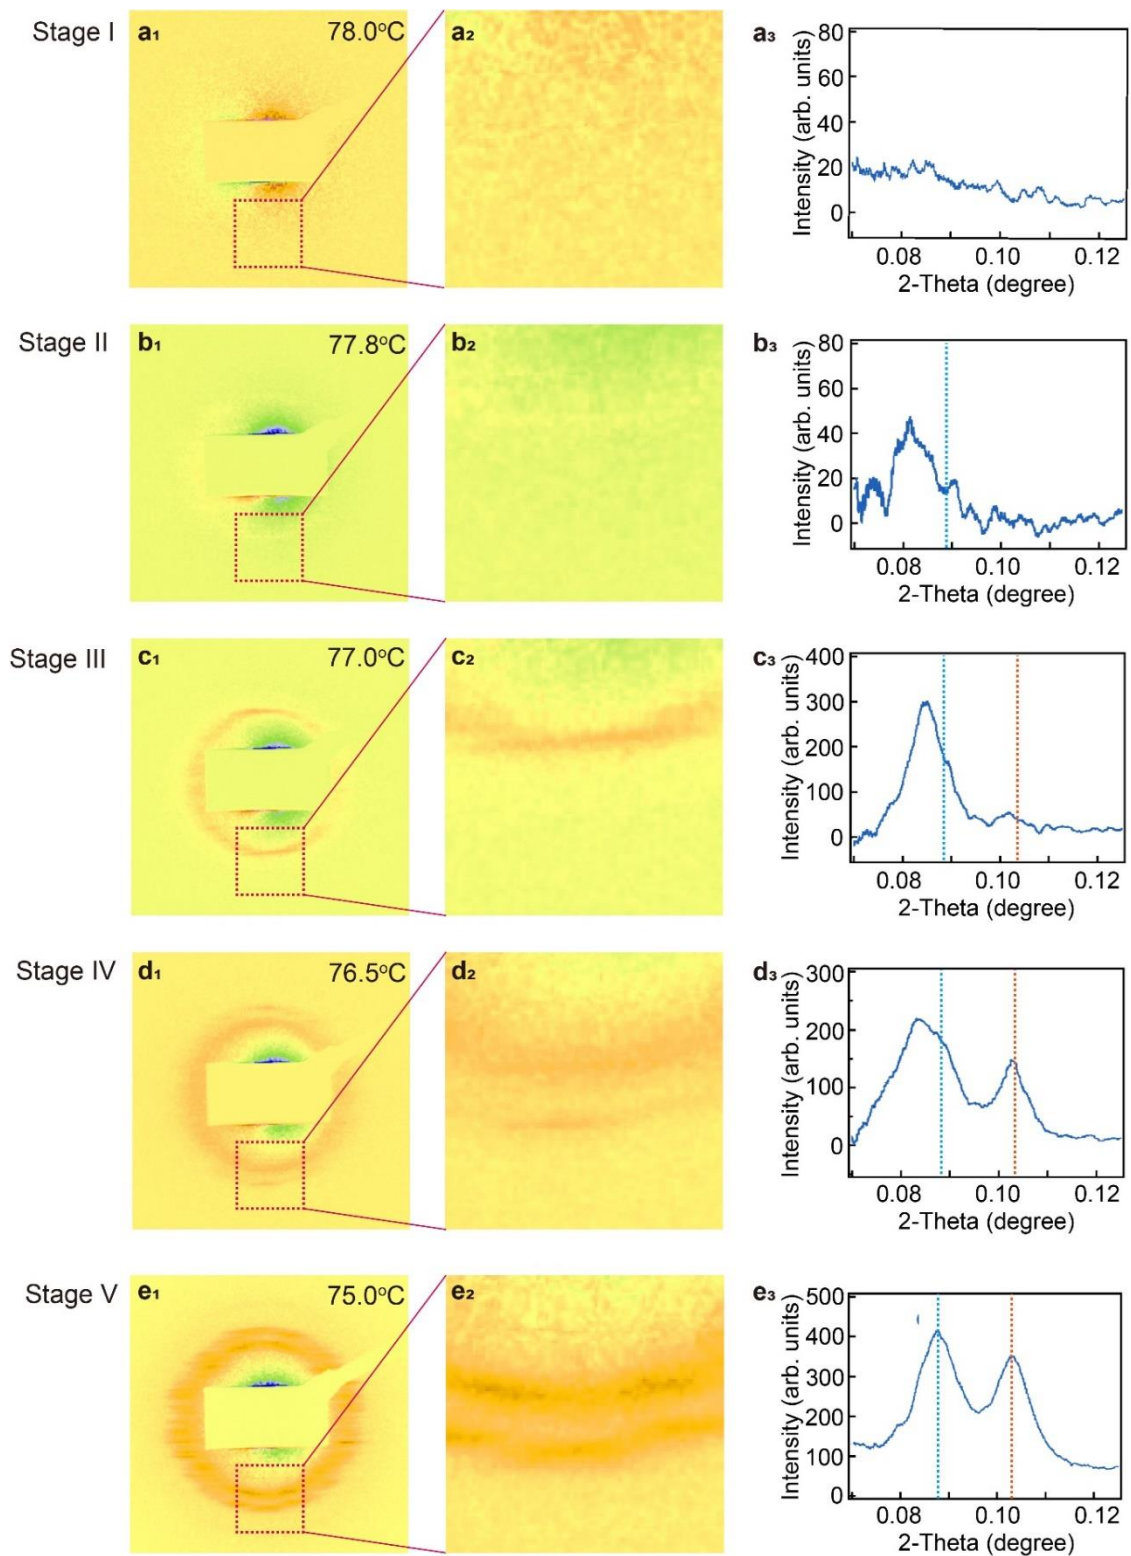 Stage I a₁ 78.0°C a₂ a₃
80
60
40
20
0
Intensity (arb. units)
0.08 0.10 0.12
2-Theta (degree)
Stage II b₁ 77.8°C b₂ b₃
80
60
40
20
0
Intensity (arb. units)
0.08 0.10 0.12
2-Theta (degree)
Stage III c₁ 77.0°C c₂ c₃
400
300
200
100
0
Intensity (arb. units)
0.08 0.10 0.12
2-Theta (degree)
Stage IV d₁ 76.5°C d₂ d₃
300
200
100
0
Intensity (arb. units)
0.08 0.10 0.12
2-Theta (degree)
Stage V e₁ 75.0°C e₂ e₃
500
400
300
200
100
0
Intensity (arb. units)
0.08 0.10 0.12
2-Theta (degree)